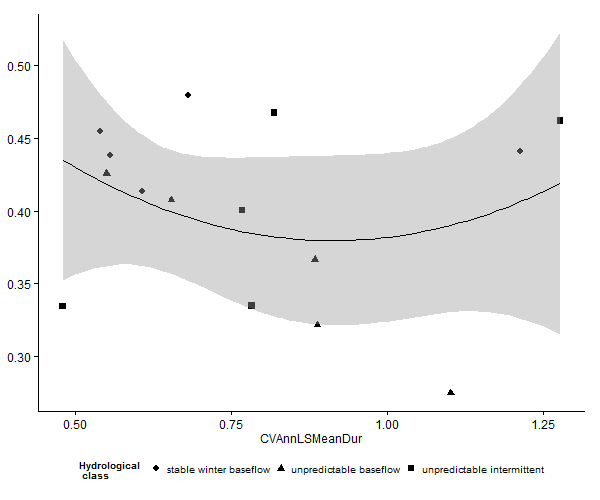 0.50
0.45
0.40
0.35
0.30
0.50 0.75 1.00 1.25
CVAnnLSMeanDur
Hydrological
class
stable winter baseflow unpredictable baseflow unpredictable intermittent